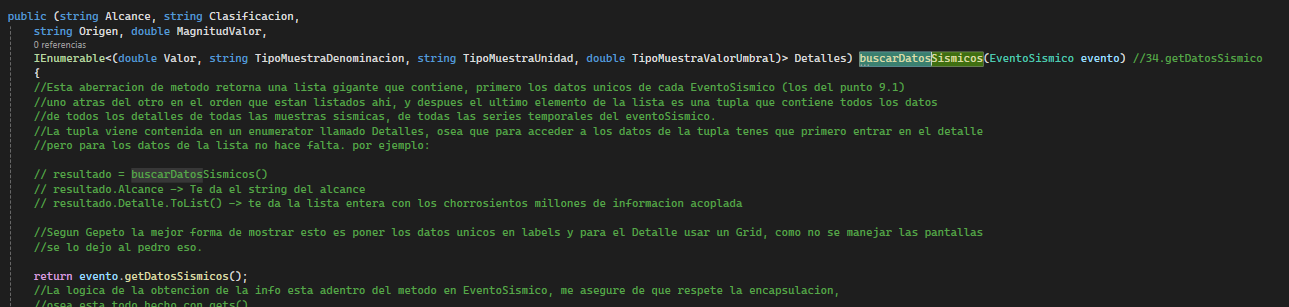 public (string Alcance, string Clasificacion,
string Origen, double MagnitudValor,
0 referencias
IEnumerable<(double Valor, string TipoMuestraDenominacion, string TipoMuestraUnidad, double TipoMuestraValorUmbral)> Detalles) buscarDatosSismicos(EventoSismico evento) //34.getDatosSismico
{
//Esta aberracion de metodo retorna una lista gigante que contiene, primero los datos unicos de cada EventoSismico (los del punto 9.1)
//uno atras del otro en el orden que estan listados ahi, y despues el ultimo elemento de la lista es una tupla que contiene todos los datos
//de todos los detalles de todas las muestras sismicas, de todas las series temporales del eventoSismico.
//La tupla viene contenida en un enumerator llamado Detalles, osea que para acceder a los datos de la tupla tenes que primero entrar en el detalle
//pero para los datos de la lista no hace falta. por ejemplo:
// resultado = buscarDatosSismicos()
// resultado.Alcance -> Te da el string del alcance
// resultado.Detalle.ToList() -> te da la lista entera con los chorrosientos millones de informacion acoplada
//Segun Gepeto la mejor forma de mostrar esto es poner los datos unicos en labels y para el Detalle usar un Grid, como no se manejar las pantallas
//se lo dejo al pedro eso.
return evento.getDatosSismicos();
//La logica de la obtencion de la info esta adentro del metodo en EventoSismico, me asegure de que respete la encapsulacion,
//osea esta todo hecho con gets()